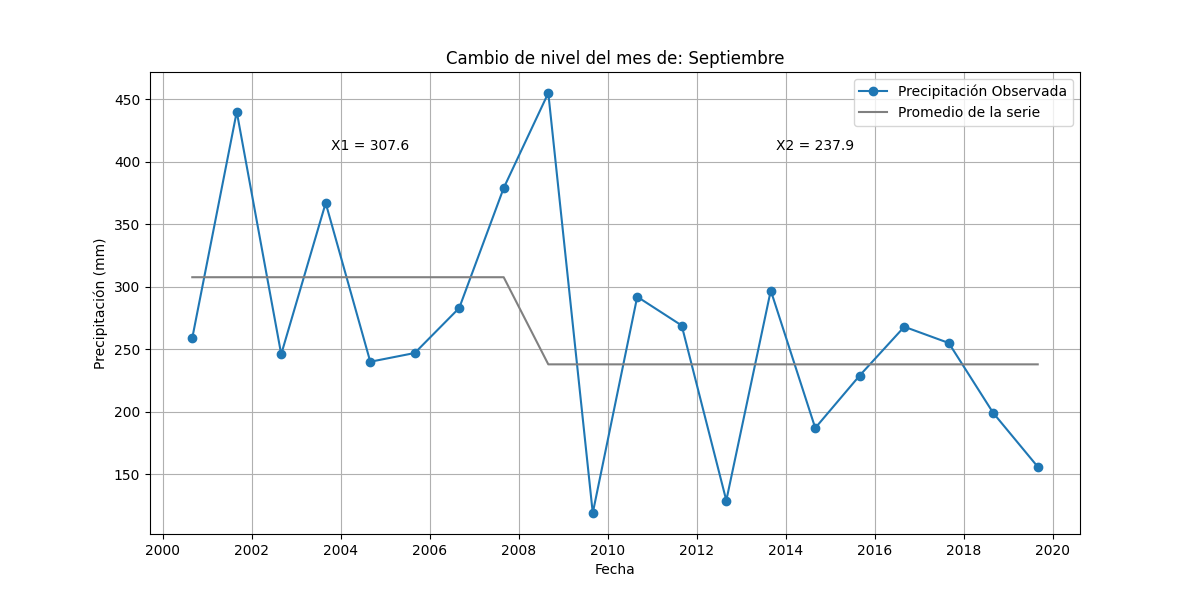 Cambio de nivel del mes de: Septiembre
Precipitación Observada
Promedio de la serie
X1 = 307.6
X2 = 237.9
Precipitación (mm)
450
400
350
300
250
200
150
2000
2002
2004
2006
2008
2010
2012
2014
2016
2018
2020
Fecha